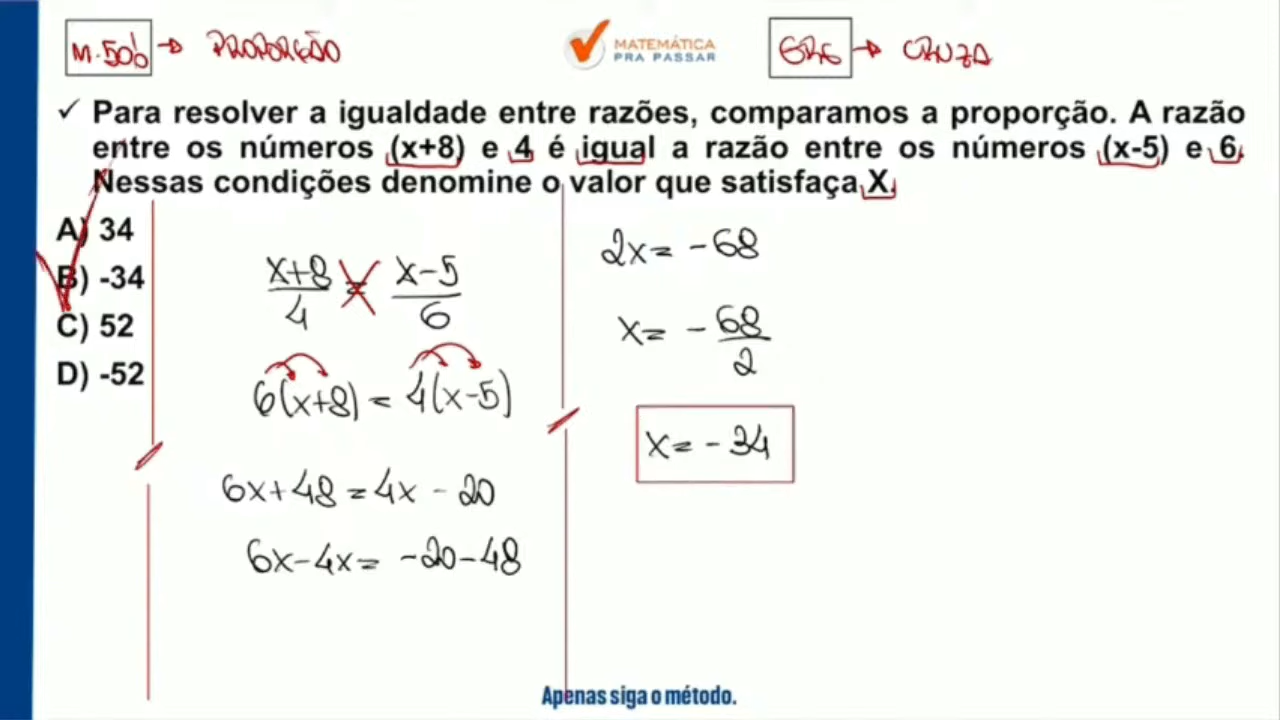 M.50% → PROPORÇÃO
MATEMÁTICA
PRA PASSAR
→ CRUZA
✓ Para resolver a igualdade entre razões, comparamos a proporção. A razão
entre os números (x+8) e 4 é igual a razão entre os números (x-5) e 6.
Nessas condições denomine o valor que satisfaça X.
A) 34
B) -34
C) 52
D) -52
x+8/4 = x-5/6
6(x+8) = 4(x-5)
6x+48 = 4x - 20
6x-4x = -20-48
2x = -68
x = -68/2
x = -34
Apenas siga o método.